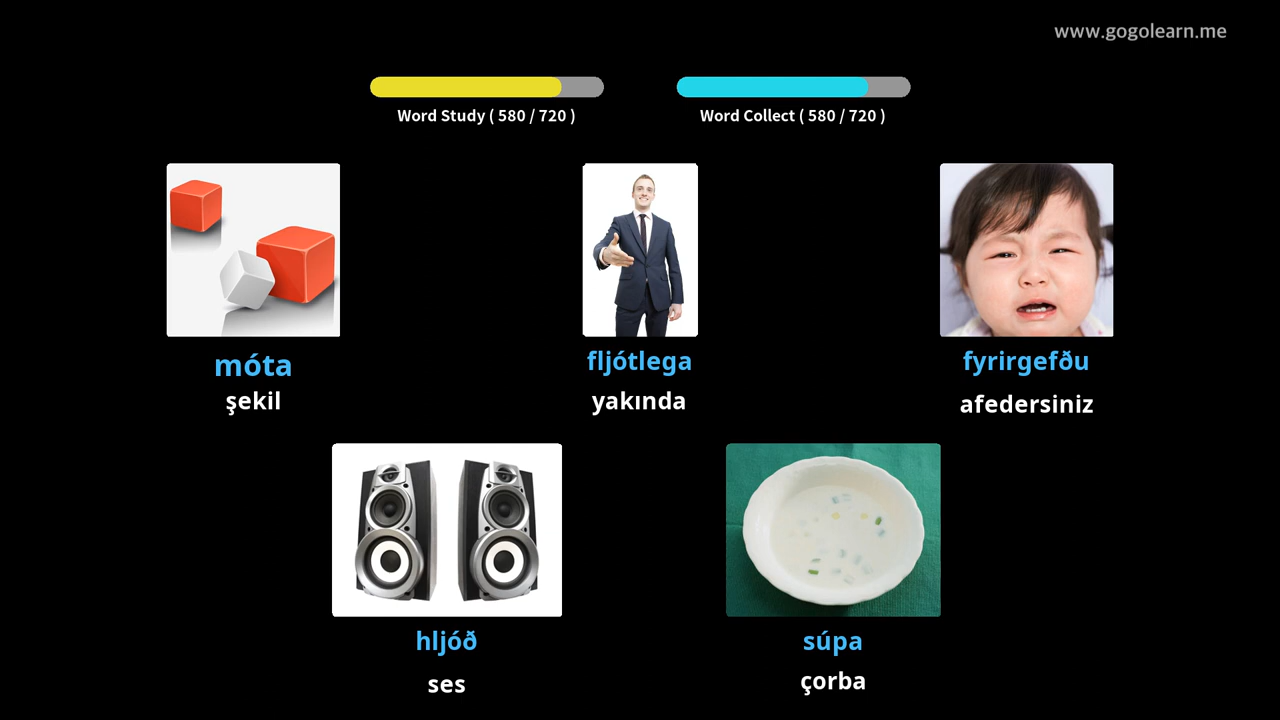 www.gogolearn.me
Word Study ( 580 / 720 )
Word Collect ( 580 / 720 )
móta
fljótlega
fyrirgefðu
şekil
yakında
afedersiniz
hljóð
súpa
ses
çorba